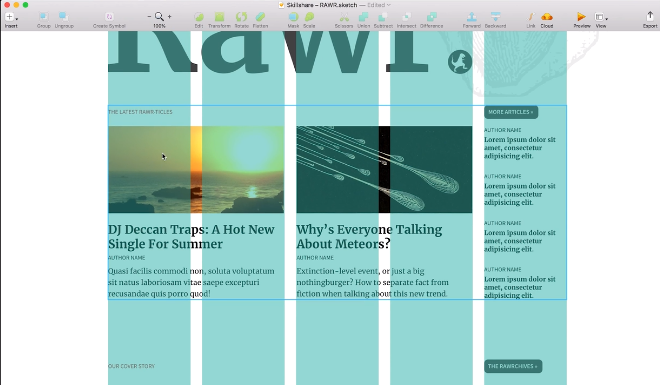 Skillshare – RAWR.sketch — Edited
Insert Group Ungroup Create Symbol 100% Edit Transform Rotate Flatten Mask Scale Scissors Union Subtract Intersect Difference Forward Backward Link Cloud Preview View Export
Rawr.
THE LATEST RAWR-TICLES
MORE ARTICLES ›
DJ Deccan Traps: A Hot New
Single For Summer
AUTHOR NAME
Quasi facilis commodi non, soluta voluptatum
sit natus laboriosam vitae saepe excepturi
recusandae quis porro quod!
Why's Everyone Talking
About Meteors?
AUTHOR NAME
Extinction-level event, or just a big
nothingburger? How to separate fact from
fiction when talking about this new trend.
AUTHOR NAME
Lorem ipsum dolor sit
amet, consectetur
adipisicing elit.
AUTHOR NAME
Lorem ipsum dolor sit
amet, consectetur
adipisicing elit.
AUTHOR NAME
Lorem ipsum dolor sit
amet, consectetur
adipisicing elit.
AUTHOR NAME
Lorem ipsum dolor sit
amet, consectetur
adipisicing elit.
OUR COVER STORY
THE RAWRCHIVES ›